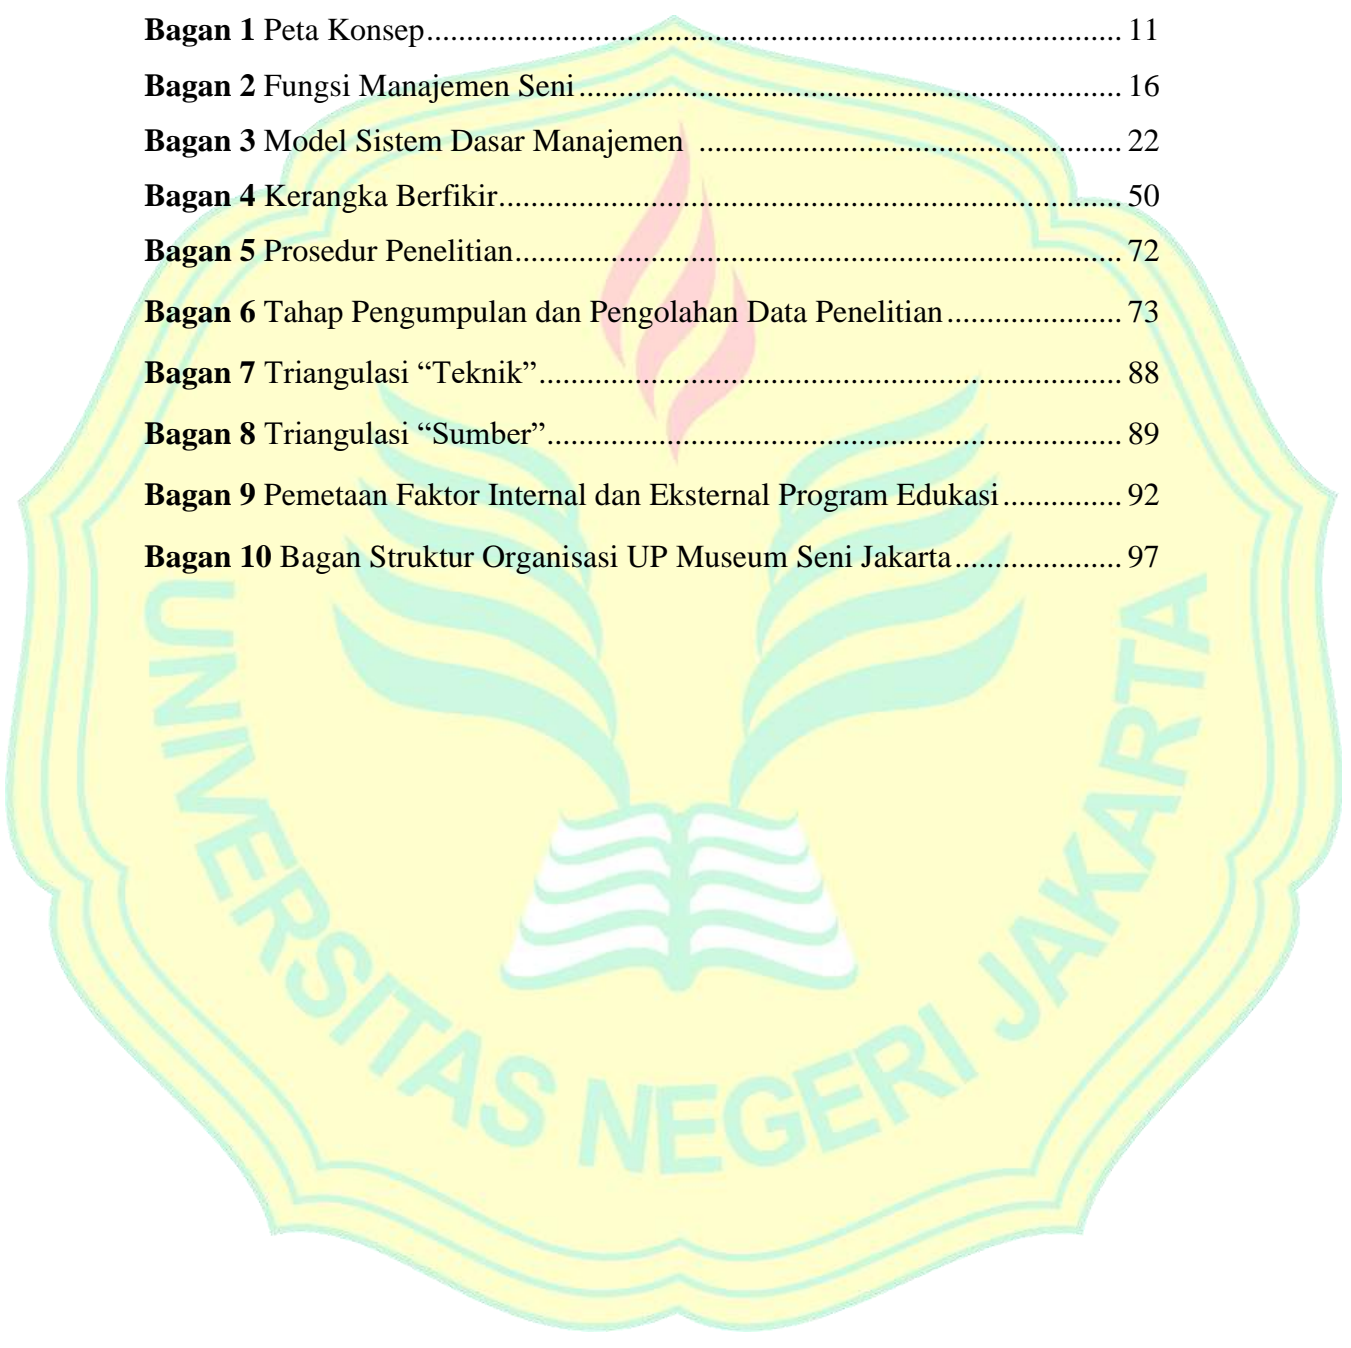 Bagan 1 Peta Konsep....................................................................................... 11
Bagan 2 Fungsi Manajemen Seni.................................................................... 16
Bagan 3 Model Sistem Dasar Manajemen ..................................................... 22
Bagan 4 Kerangka Berfikir.............................................................................. 50
Bagan 5 Prosedur Penelitian............................................................................ 72
Bagan 6 Tahap Pengumpulan dan Pengolahan Data Penelitian...................... 73
Bagan 7 Triangulasi “Teknik”......................................................................... 88
Bagan 8 Triangulasi “Sumber”........................................................................ 89
Bagan 9 Pemetaan Faktor Internal dan Eksternal Program Edukasi............... 92
Bagan 10 Bagan Struktur Organisasi UP Museum Seni Jakarta..................... 97
UNIVERSITAS NEGERI JAKARTA